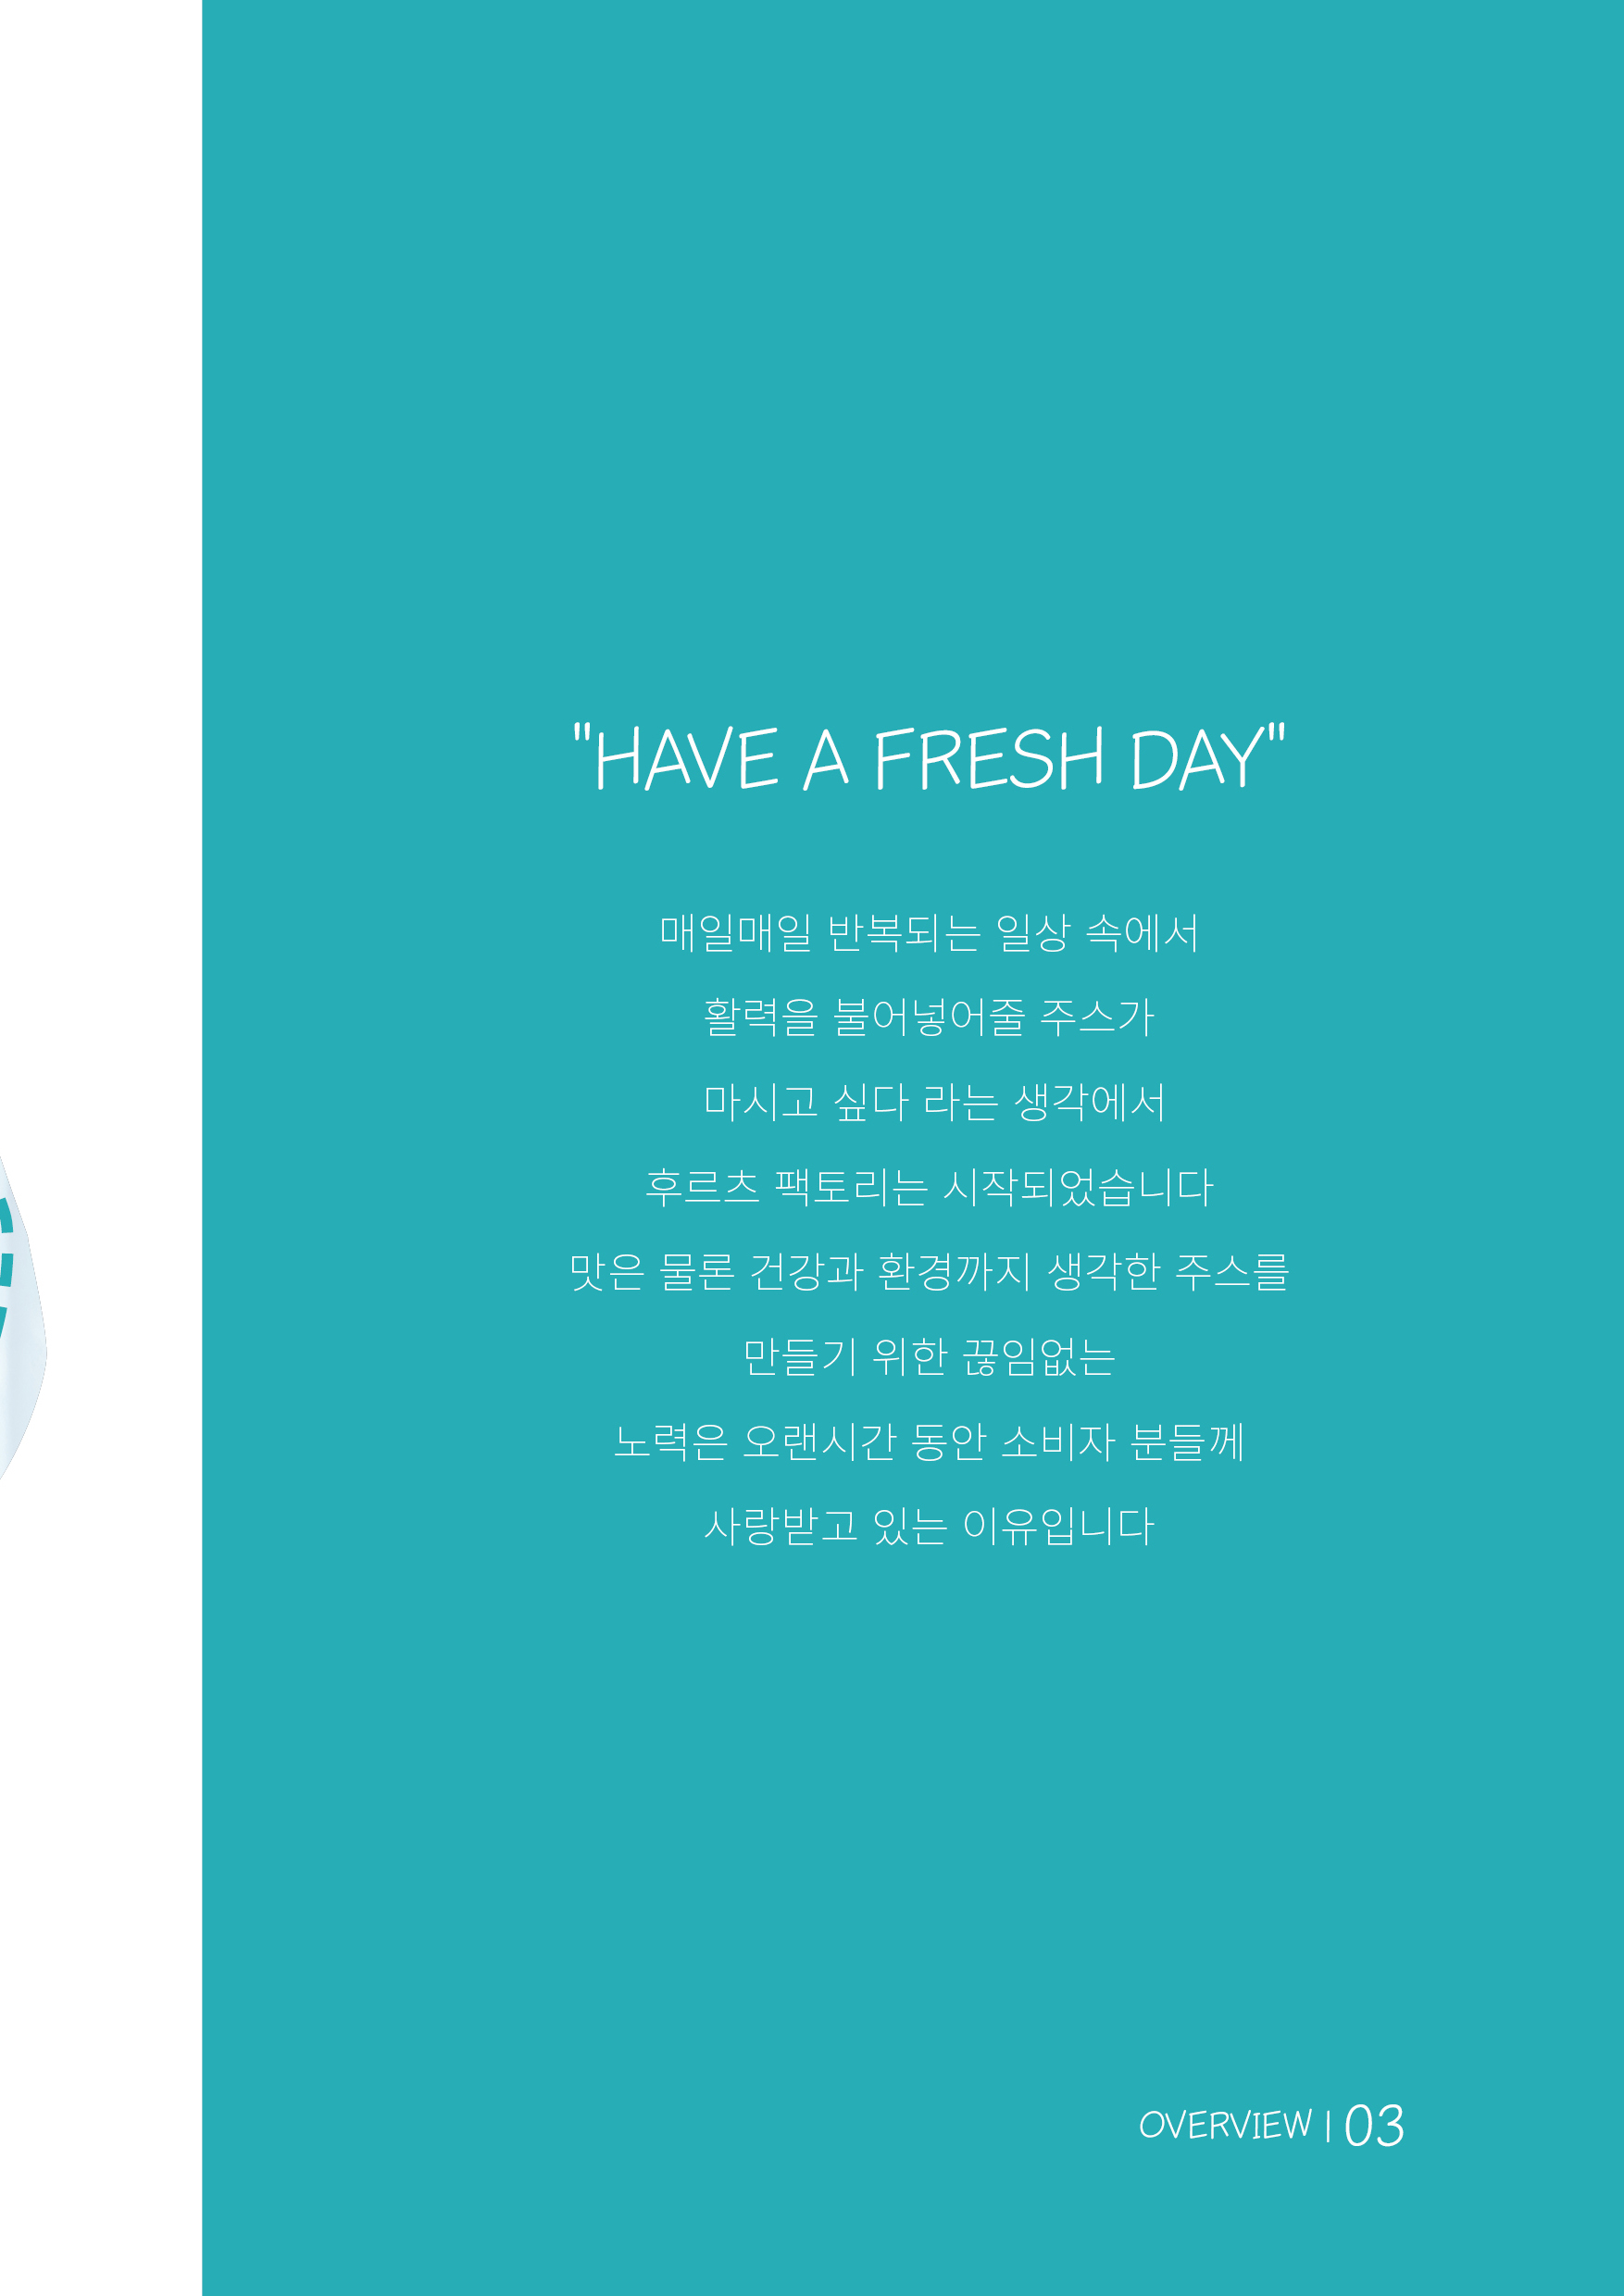 "HAVE A FRESH DAY"
매일매일 반복되는 일상 속에서
활력을 불어넣어줄 주스가
마시고 싶다 라는 생각에서
후르츠 팩토리는 시작되었습니다
맛은 물론 건강과 환경까지 생각한 주스를
만들기 위한 끊임없는
노력은 오랜시간 동안 소비자 분들께
사랑받고 있는 이유입니다
OVERVIEW | 03